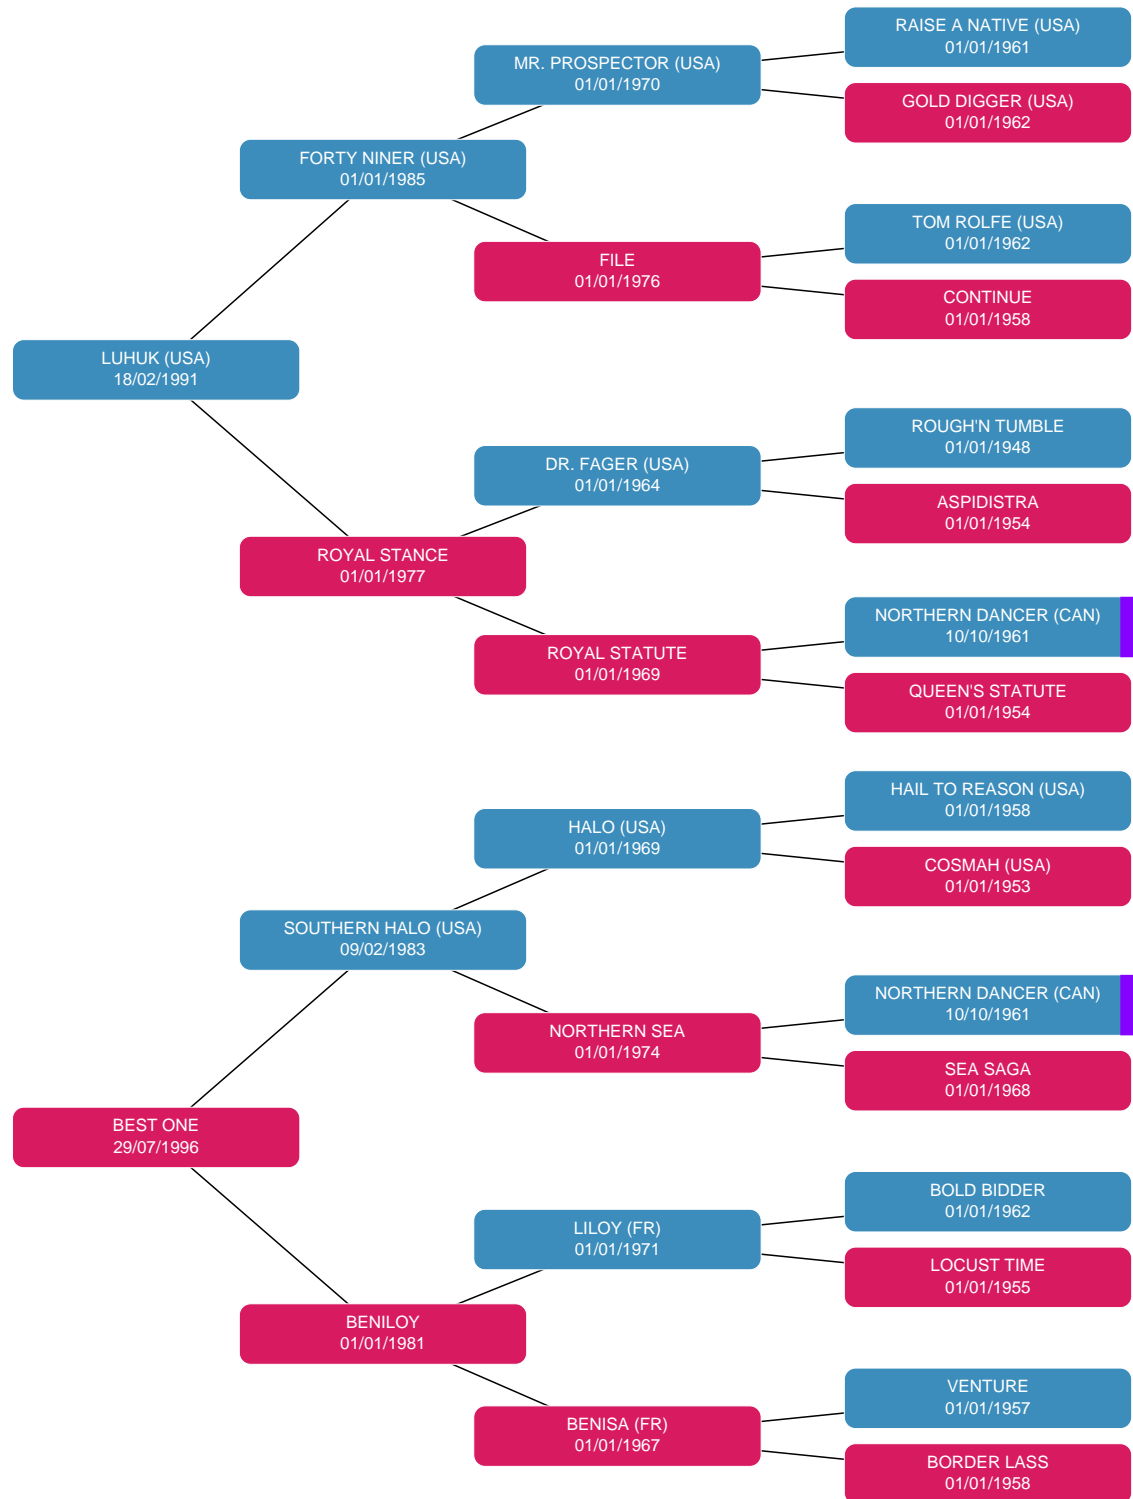 RAISE A NATIVE (USA)
01/01/1961
MR. PROSPECTOR (USA)
01/01/1970
GOLD DIGGER (USA)
01/01/1962
FORTY NINER (USA)
01/01/1985
TOM ROLFE (USA)
01/01/1962
FILE
01/01/1976
CONTINUE
01/01/1958
LUHUK (USA)
18/02/1991
ROUGH'N TUMBLE
01/01/1948
DR. FAGER (USA)
01/01/1964
ASPIDISTRA
01/01/1954
ROYAL STANCE
01/01/1977
NORTHERN DANCER (CAN)
10/10/1961
ROYAL STATUTE
01/01/1969
QUEEN'S STATUTE
01/01/1954
HAIL TO REASON (USA)
01/01/1958
HALO (USA)
01/01/1969
COSMAH (USA)
01/01/1953
SOUTHERN HALO (USA)
09/02/1983
NORTHERN DANCER (CAN)
10/10/1961
NORTHERN SEA
01/01/1974
SEA SAGA
01/01/1968
BEST ONE
29/07/1996
BOLD BIDDER
01/01/1962
LILOY (FR)
01/01/1971
LOCUST TIME
01/01/1955
BENILOY
01/01/1981
VENTURE
01/01/1957
BENISA (FR)
01/01/1967
BORDER LASS
01/01/1958